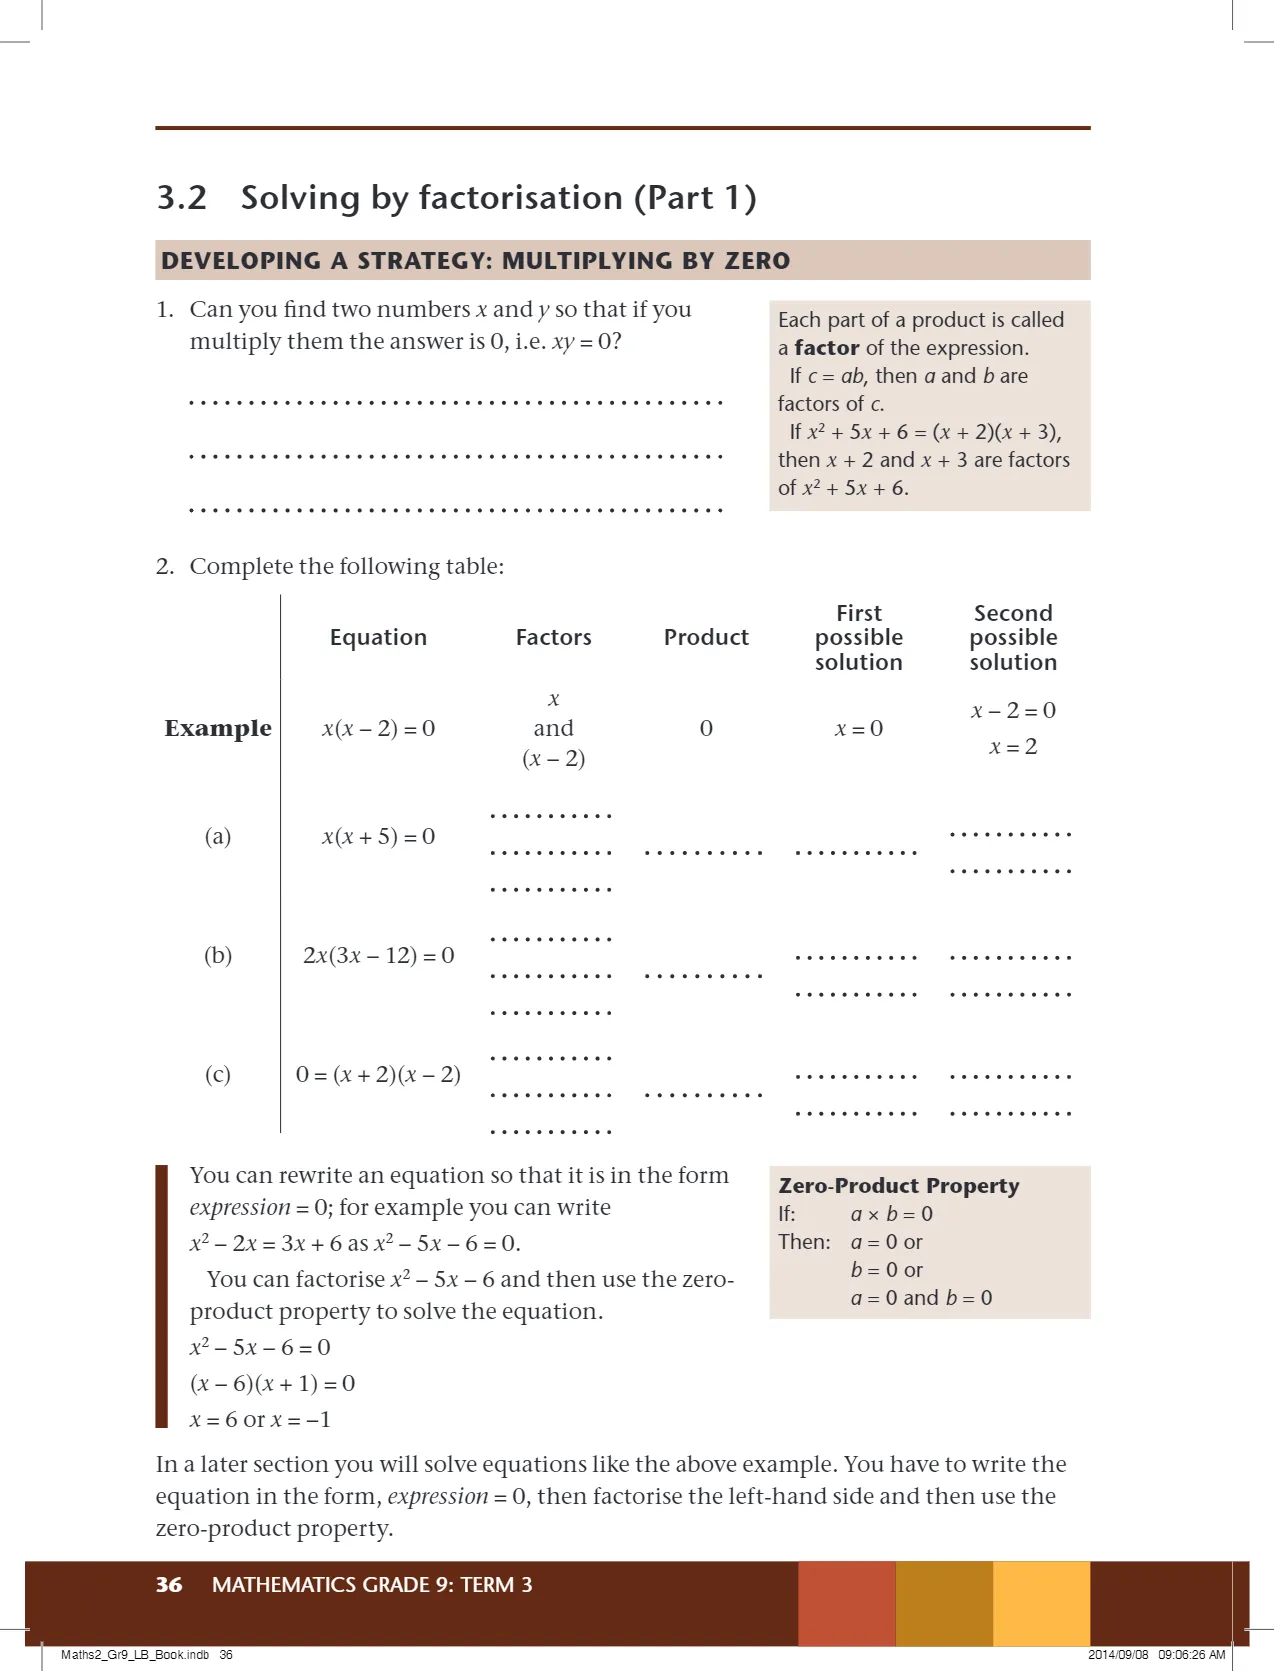 3.2 Solving by factorisation (Part 1)
DEVELOPING A STRATEGY: MULTIPLYING BY ZERO
1. Can you find two numbers x and y so that if you
multiply them the answer is 0, i.e. xy = 0?
Each part of a product is called
a factor of the expression.
If c = ab, then a and b are
factors of c.
If x² + 5x + 6 = (x + 2)(x + 3),
then x + 2 and x + 3 are factors
of x² + 5x + 6.
2. Complete the following table:
Equation Factors Product First possible solution Second possible solution
Example x(x – 2) = 0 x and (x – 2) 0 x = 0 x – 2 = 0 x = 2
(a) x(x + 5) = 0
(b) 2x(3x – 12) = 0
(c) 0 = (x + 2)(x – 2)
You can rewrite an equation so that it is in the form
expression = 0; for example you can write
x² – 2x = 3x + 6 as x² – 5x – 6 = 0.
You can factorise x² – 5x – 6 and then use the zero-
product property to solve the equation.
x² – 5x – 6 = 0
(x – 6)(x + 1) = 0
x = 6 or x = –1
Zero-Product Property
If: a × b = 0
Then: a = 0 or
b = 0 or
a = 0 and b = 0
In a later section you will solve equations like the above example. You have to write the
equation in the form, expression = 0, then factorise the left-hand side and then use the
zero-product property.
36 MATHEMATICS GRADE 9: TERM 3
Maths2_Gr9_LB_Book.indb 36
2014/09/08 09:06:26 AM